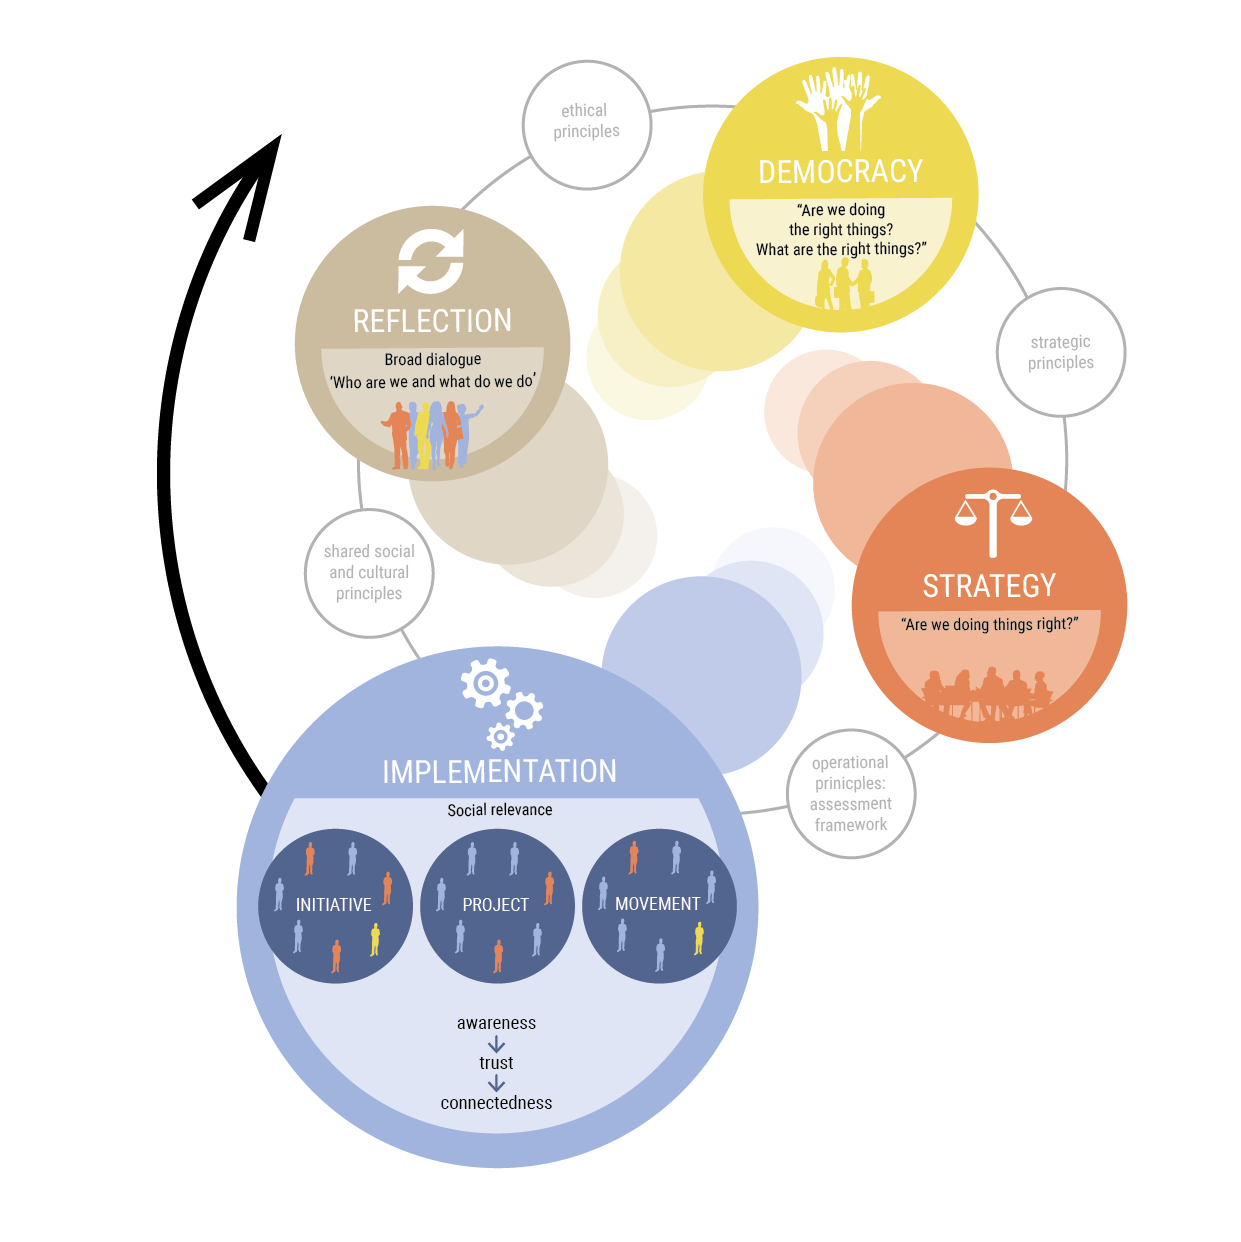 ethical
principles
DEMOCRACY
“Are we doing
the right things?
What are the right things?”
REFLECTION
Broad dialogue
‘Who are we and what do we do’
strategic
principles
STRATEGY
“Are we doing things right?”
shared social
and cultural
principles
operational
prinicples:
assessment
framework
IMPLEMENTATION
Social relevance
INITIATIVE
PROJECT
MOVEMENT
awareness
trust
connectedness